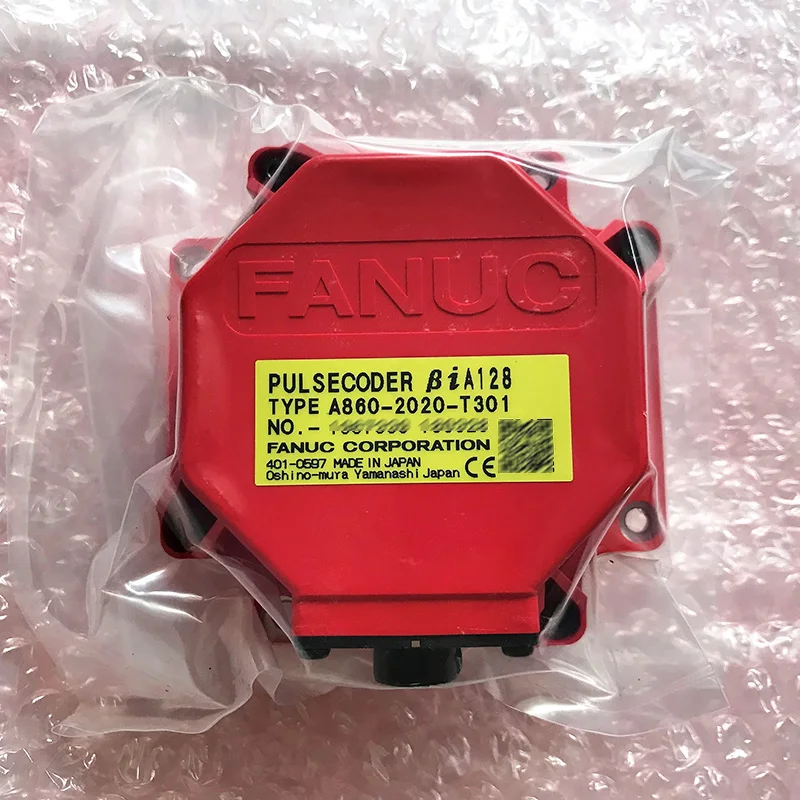 FANUC
PULSECODER βiA128
TYPE A860-2020-T301
NO.-
FANUC CORPORATION
401-0597 MADE IN JAPAN
Oshino-mura Yamanashi Japan CE